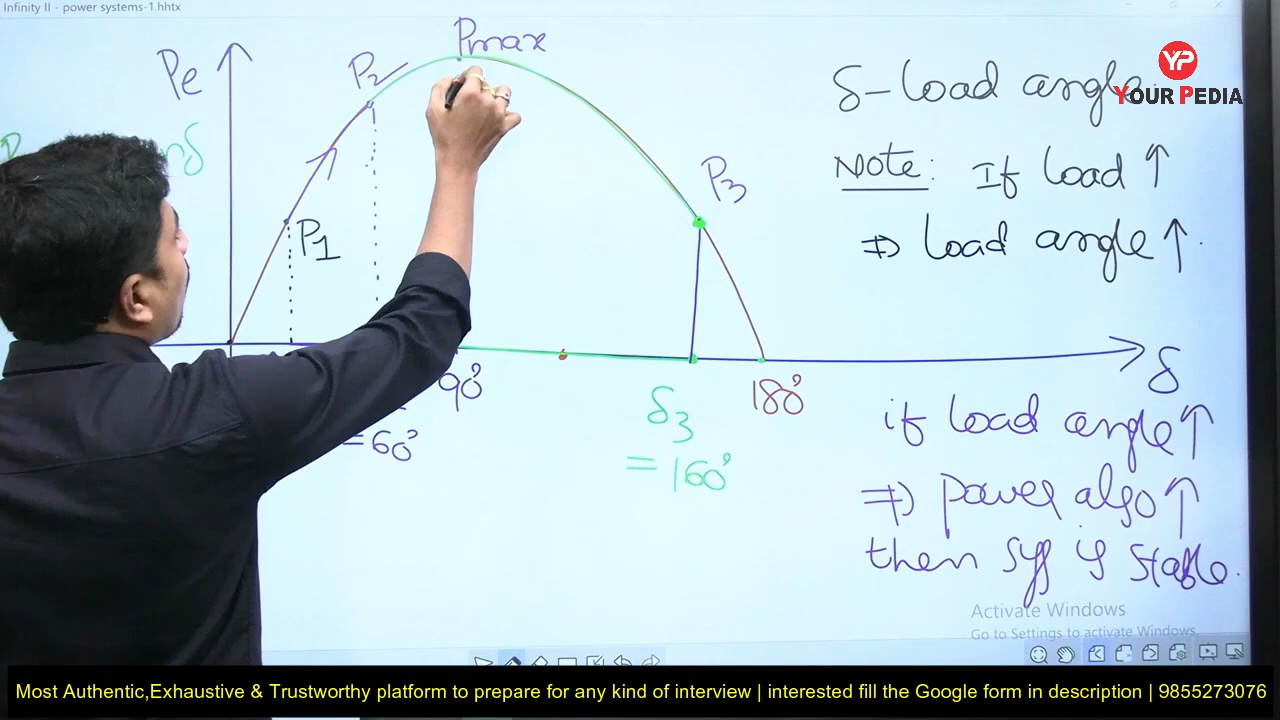 Infinity II - power systems-1.hhtx
Pmax
Pe
P2
δ - Load angle.
YP
YOUR PEDIA
Note: If Load ↑
P3
P1
⇒ Load angle ↑.
δ
90°
180°
δ3
= 160°
= 60°
if Load angle ↑
⇒ Power also ↑
then sys is stable.
Activate Windows
Go to Settings to activate Windows.
Most Authentic,Exhaustive & Trustworthy platform to prepare for any kind of interview | interested fill the Google form in description | 9855273076